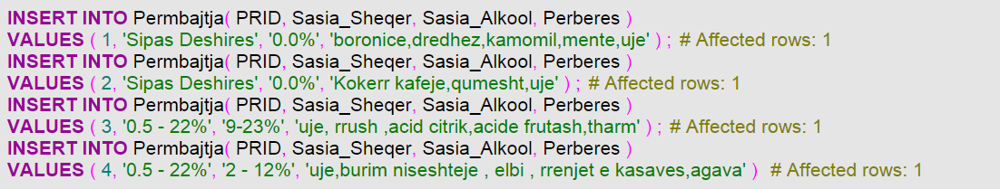 INSERT INTO Permbajtja( PRID, Sasia_Sheqer, Sasia_Alkool, Perberes )
VALUES ( 1, 'Sipas Deshires', '0.0%', 'boronice,dredhez,kamomil,mente,uje' ) ; # Affected rows: 1
INSERT INTO Permbajtja( PRID, Sasia_Sheqer, Sasia_Alkool, Perberes )
VALUES ( 2, 'Sipas Deshires', '0.0%', 'Kokerr kafeje,qumesht,uje' ) ; # Affected rows: 1
INSERT INTO Permbajtja( PRID, Sasia_Sheqer, Sasia_Alkool, Perberes )
VALUES ( 3, '0.5 - 22%', '9-23%', 'uje, rrush ,acid citrik,acide frutash,tharm' ) ; # Affected rows: 1
INSERT INTO Permbajtja( PRID, Sasia_Sheqer, Sasia_Alkool, Perberes )
VALUES ( 4, '0.5 - 22%', '2 - 12%', 'uje,burim niseshteje , elbi , rrenjet e kasaves,agava' ) # Affected rows: 1